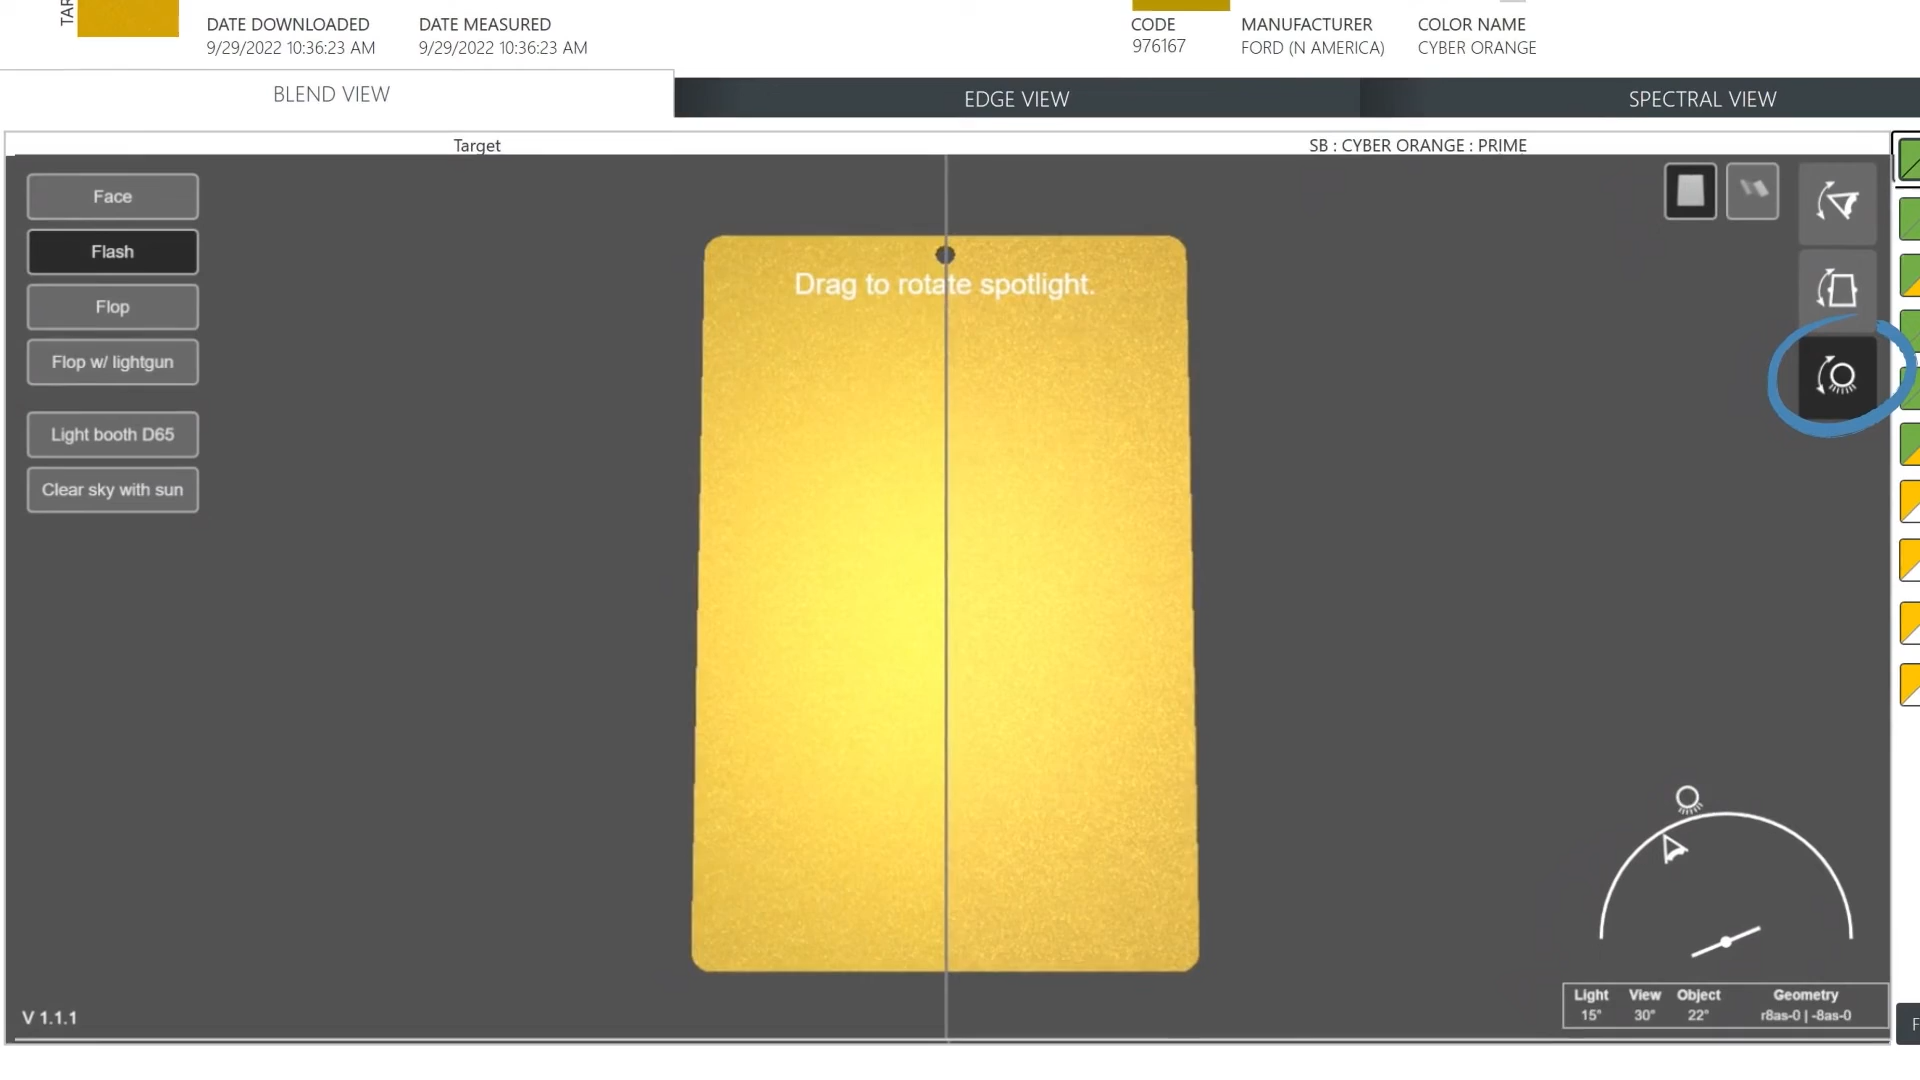 TAR
DATE DOWNLOADED
9/29/2022 10:36:23 AM
DATE MEASURED
9/29/2022 10:36:23 AM
CODE
976167
MANUFACTURER
FORD (N AMERICA)
COLOR NAME
CYBER ORANGE
BLEND VIEW
EDGE VIEW
SPECTRAL VIEW
Target
SB : CYBER ORANGE : PRIME
Face
Flash
Flop
Flop w/ lightgun
Light booth D65
Clear sky with sun
Drag to rotate spotlight.
Light View Object Geometry
15° 30° 22° r8as-0 | -8as-0
V 1.1.1
F